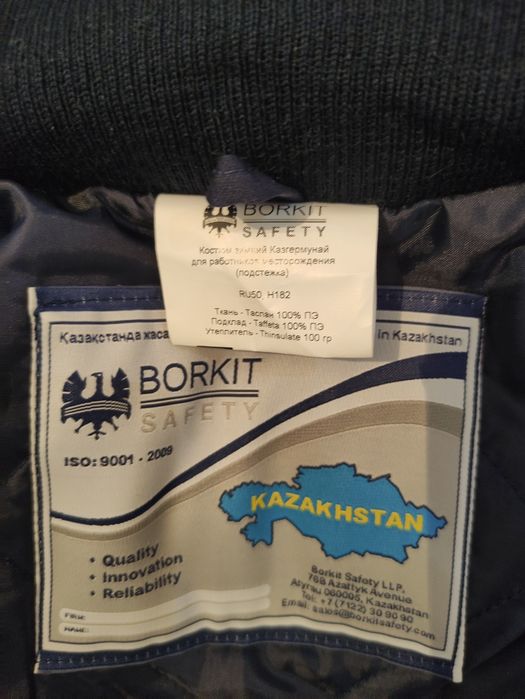 BORKIT
SAFETY
Костюм зимний Казгермунай
для работников месторождения
(подстежка)
RU50 H182
Ткань - Таслан 100% ПЭ
Подклад - Taffeta 100% ПЭ
Утеплитель - Thinsulate 100 гр
Қазақстанда жаса
in Kazakhstan
BORKIT
SAFETY
ISO: 9001 - 2009
KAZAKHSTAN
• Quality
• Innovation
• Reliability
Borkit Safety LLP,
76B Azattyk Avenue
Atyrau 060005, Kazakhstan
Tel: +7 (7122) 30 90 90
Email: sales@borkitsafety.com
FIRM:
NAME: